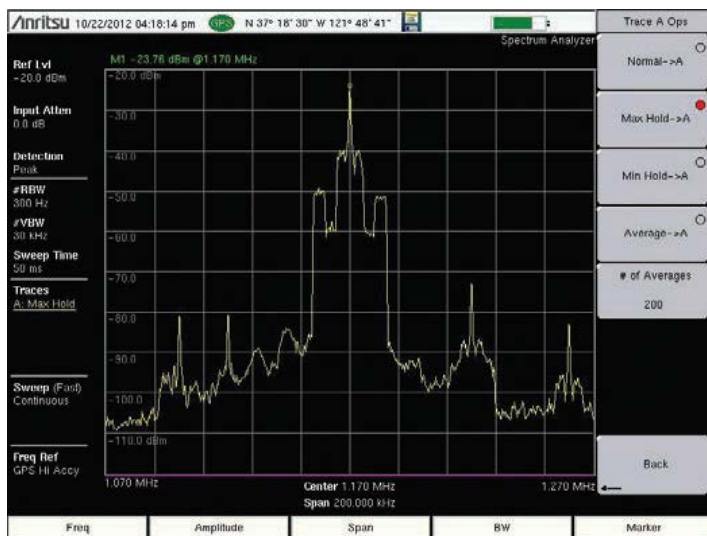 Anritsu 10/22/2012 04:18:14 pm GPS N 37° 18' 30" W 121° 48' 41"
Spectrum Analyzer
Ref Lvl
-20.0 dBm
Input Atten
0.0 dB
Detection
Peak
#RBW
300 Hz
#VBW
30 kHz
Sweep Time
50 ms
Traces
A: Max Hold
Sweep (Fast)
Continuous
Freq Ref
GPS Hi Accy
M1 -23.76 dBm @1.170 MHz
-20.0 dBm
-30.0
-40.0
-50.0
-60.0
-70.0
-80.0
-90.0
-100.0
-110.0 dBm
1.070 MHz
Center 1.170 MHz
1.270 MHz
Span 200.000 kHz
Trace A Ops
Normal->A
Max Hold->A
Min Hold->A
Average->A
# of Averages
200
Back
Freq
Amplitude
Span
BW
Marker